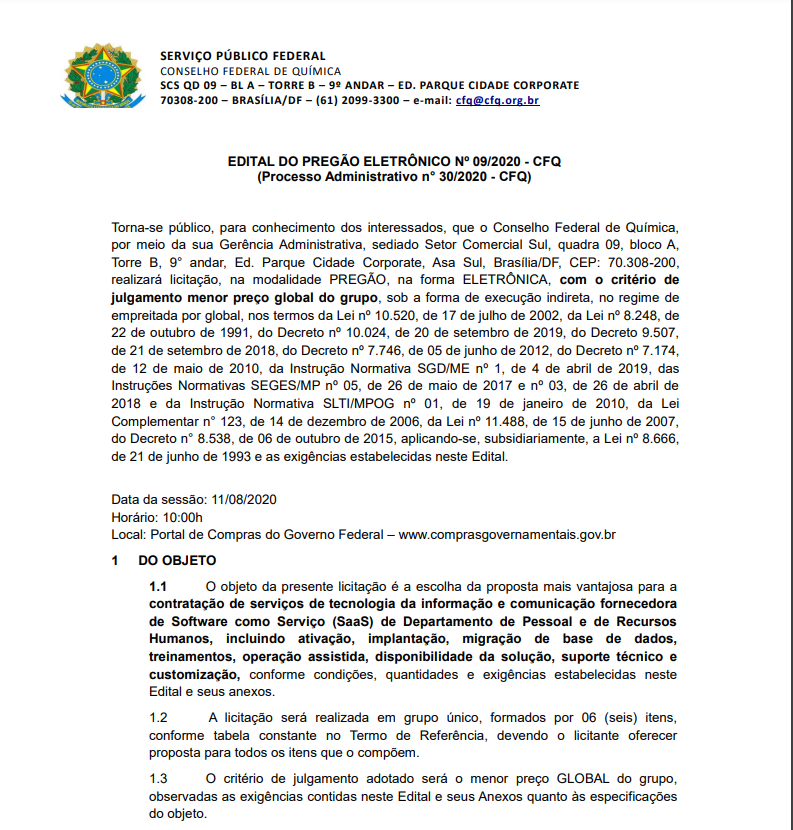 SERVIÇO PÚBLICO FEDERAL
CONSELHO FEDERAL DE QUÍMICA
SCS QD 09 – BL A – TORRE B – 9º ANDAR – ED. PARQUE CIDADE CORPORATE
70308-200 – BRASÍLIA/DF – (61) 2099-3300 – e-mail: cfq@cfq.org.br
EDITAL DO PREGÃO ELETRÔNICO Nº 09/2020 - CFQ
(Processo Administrativo n° 30/2020 - CFQ)
Torna-se público, para conhecimento dos interessados, que o Conselho Federal de Química,
por meio da sua Gerência Administrativa, sediado Setor Comercial Sul, quadra 09, bloco A,
Torre B, 9° andar, Ed. Parque Cidade Corporate, Asa Sul, Brasília/DF, CEP: 70.308-200,
realizará licitação, na modalidade PREGÃO, na forma ELETRÔNICA, com o critério de
julgamento menor preço global do grupo, sob a forma de execução indireta, no regime de
empreitada por global, nos termos da Lei nº 10.520, de 17 de julho de 2002, da Lei nº 8.248, de
22 de outubro de 1991, do Decreto nº 10.024, de 20 de setembro de 2019, do Decreto 9.507,
de 21 de setembro de 2018, do Decreto nº 7.746, de 05 de junho de 2012, do Decreto nº 7.174,
de 12 de maio de 2010, da Instrução Normativa SGD/ME nº 1, de 4 de abril de 2019, das
Instruções Normativas SEGES/MP nº 05, de 26 de maio de 2017 e nº 03, de 26 de abril de
2018 e da Instrução Normativa SLTI/MPOG nº 01, de 19 de janeiro de 2010, da Lei
Complementar n° 123, de 14 de dezembro de 2006, da Lei nº 11.488, de 15 de junho de 2007,
do Decreto n° 8.538, de 06 de outubro de 2015, aplicando-se, subsidiariamente, a Lei nº 8.666,
de 21 de junho de 1993 e as exigências estabelecidas neste Edital.
Data da sessão: 11/08/2020
Horário: 10:00h
Local: Portal de Compras do Governo Federal – www.comprasgovernamentais.gov.br
1 DO OBJETO
1.1 O objeto da presente licitação é a escolha da proposta mais vantajosa para a
contratação de serviços de tecnologia da informação e comunicação fornecedora
de Software como Serviço (SaaS) de Departamento de Pessoal e de Recursos
Humanos, incluindo ativação, implantação, migração de base de dados,
treinamentos, operação assistida, disponibilidade da solução, suporte técnico e
customização, conforme condições, quantidades e exigências estabelecidas neste
Edital e seus anexos.
1.2 A licitação será realizada em grupo único, formados por 06 (seis) itens,
conforme tabela constante no Termo de Referência, devendo o licitante oferecer
proposta para todos os itens que o compõem.
1.3 O critério de julgamento adotado será o menor preço GLOBAL do grupo,
observadas as exigências contidas neste Edital e seus Anexos quanto às especificações
do objeto.